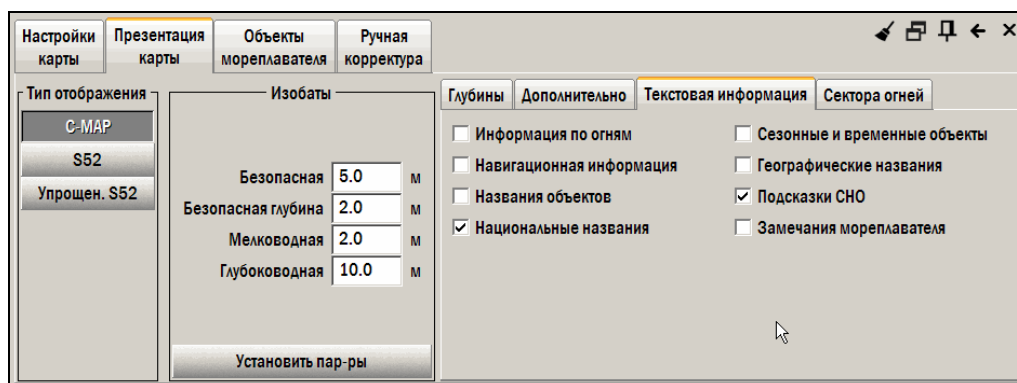 Настройки карты
Презентация карты
Объекты мореплавателя
Ручная корректура
Тип отображения
C-MAP
S52
Упрощен. S52
Изобаты
Безопасная 5.0 м
Безопасная глубина 2.0 м
Мелководная 2.0 м
Глубоководная 10.0 м
Установить пар-ры
Глубины
Дополнительно
Текстовая информация
Сектора огней
Информация по огням
Навигационная информация
Названия объектов
Национальные названия
Сезонные и временные объекты
Географические названия
Подсказки СНО
Замечания мореплавателя